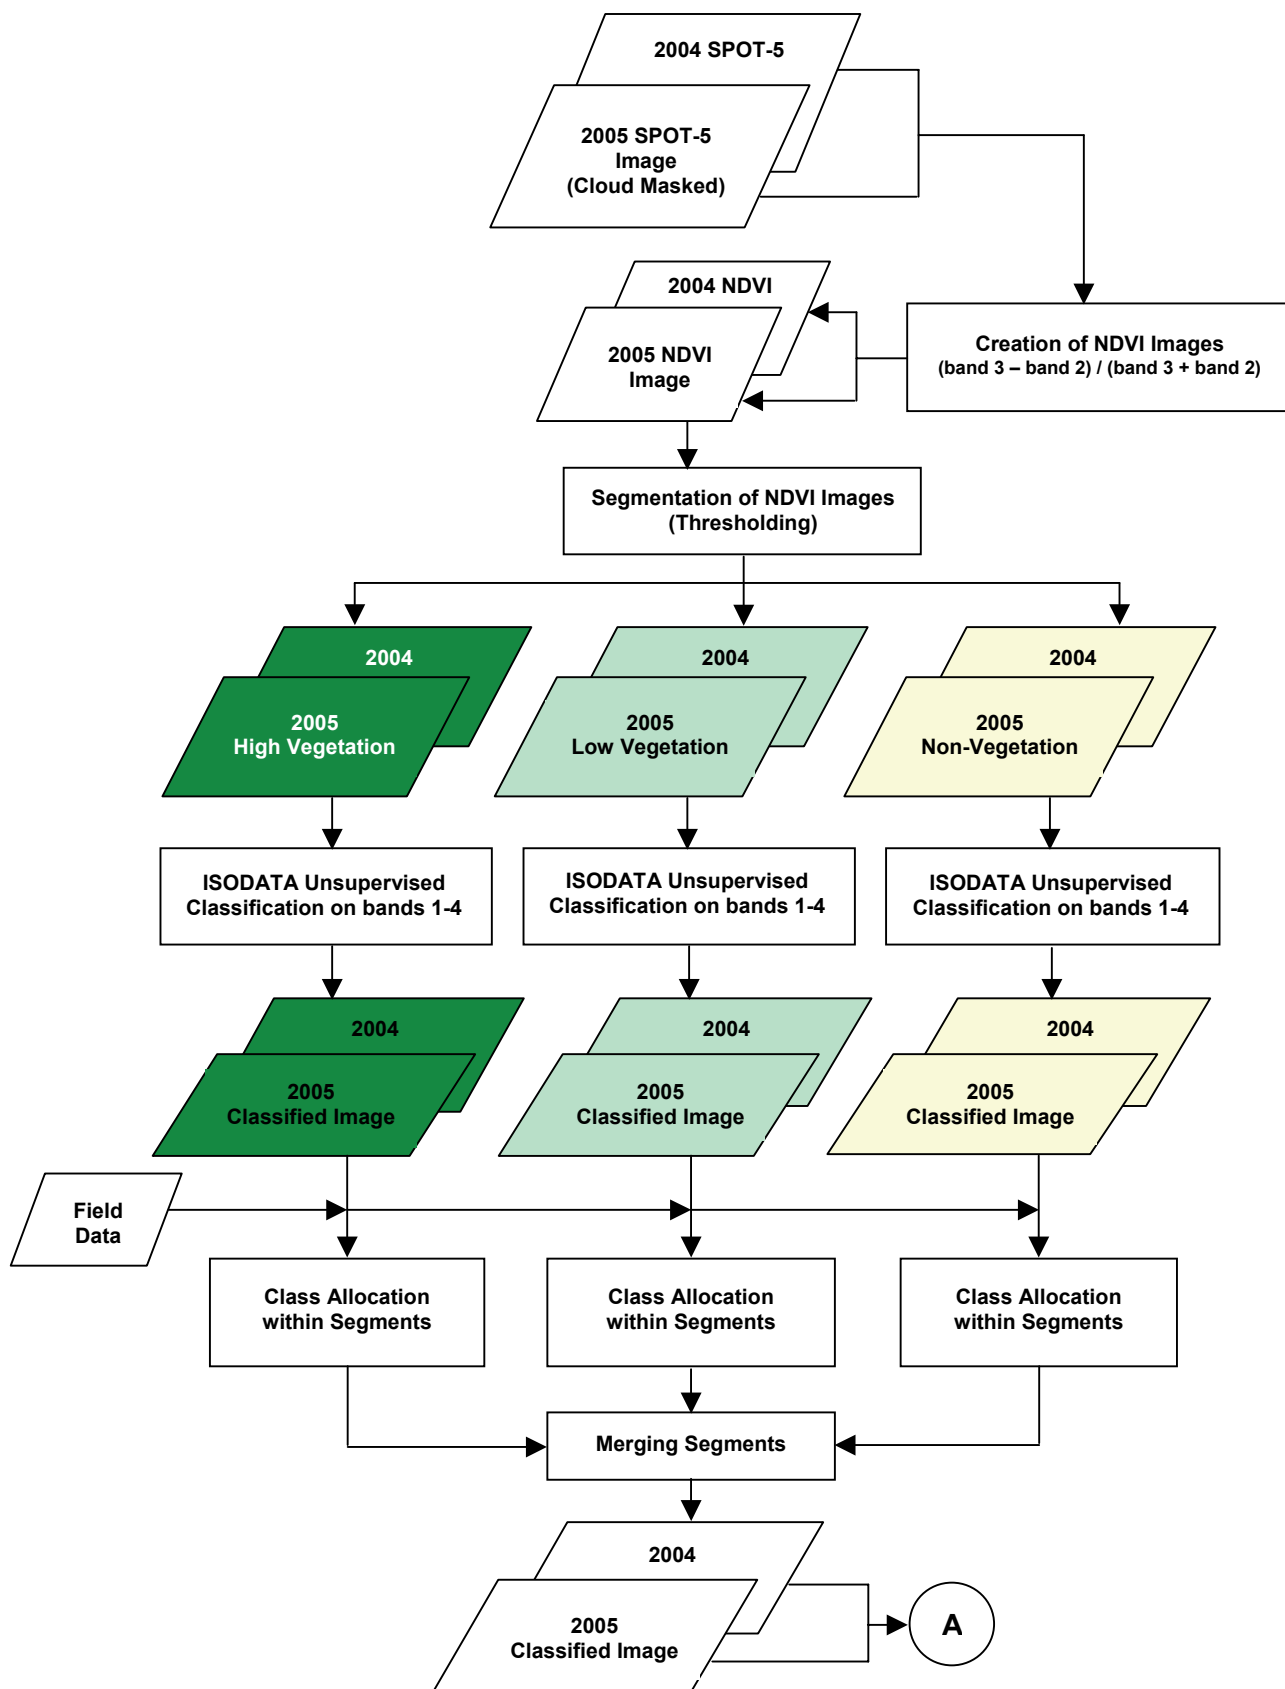 2004 SPOT-5
2005 SPOT-5
Image
(Cloud Masked)
2004 NDVI
2005 NDVI
Image
Creation of NDVI Images
(band 3 – band 2) / (band 3 + band 2)
Segmentation of NDVI Images
(Thresholding)
2004
2005
High Vegetation
2004
2005
Low Vegetation
2004
2005
Non-Vegetation
ISODATA Unsupervised
Classification on bands 1-4
ISODATA Unsupervised
Classification on bands 1-4
ISODATA Unsupervised
Classification on bands 1-4
2004
2005
Classified Image
2004
2005
Classified Image
2004
2005
Classified Image
Field
Data
Class Allocation
within Segments
Class Allocation
within Segments
Class Allocation
within Segments
Merging Segments
2004
2005
Classified Image
A